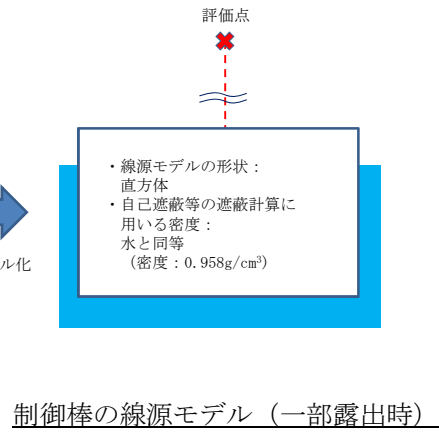 評価点
・線源モデルの形状：
直方体
・自己遮蔽等の遮蔽計算に
用いる密度：
水と同等
（密度：0.958g/cm³）
ル化
制御棒の線源モデル（一部露出時）